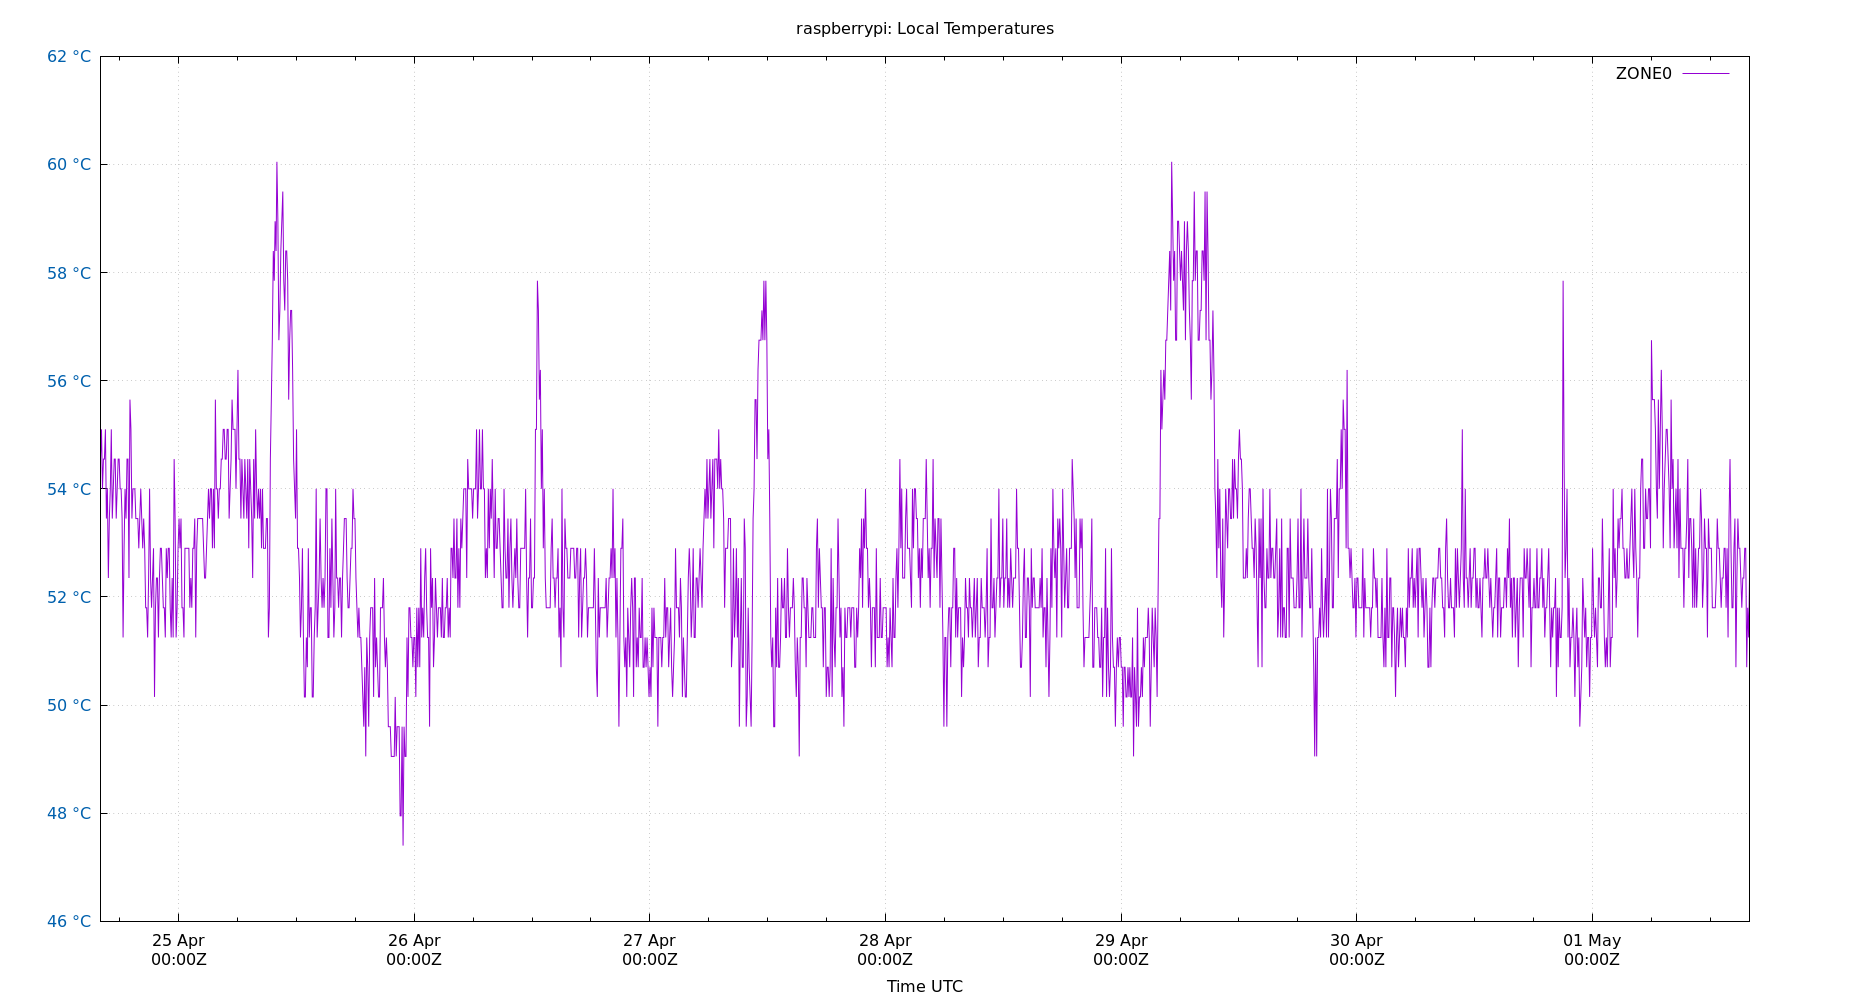 raspberrypi: Local Temperatures
ZONE0
62 °C
60 °C
58 °C
56 °C
54 °C
52 °C
50 °C
48 °C
46 °C
25 Apr 26 Apr 27 Apr 28 Apr 29 Apr 30 Apr 01 May
00:00Z 00:00Z 00:00Z 00:00Z 00:00Z 00:00Z 00:00Z
Time UTC